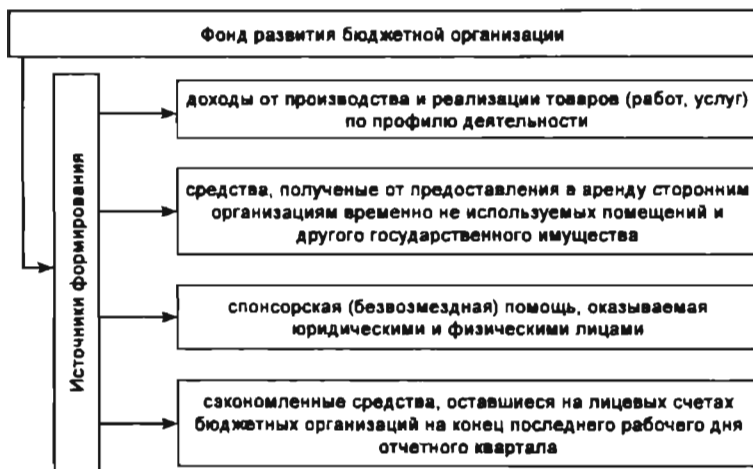 Фонд развития бюджетной организации
Источники формирования
доходы от производства и реализации товаров (работ, услуг)
по профилю деятельности
средства, полученые от предоставления в аренду сторонним
организациям временно не используемых помещений и
другого государственного имущества
спонсорская (безвозмездная) помощь, оказываемая
юридическими и физическими лицами
сэкономленные средства, оставшиеся на лицевых счетах
бюджетных организаций на конец последнего рабочего дня
отчетного квартала